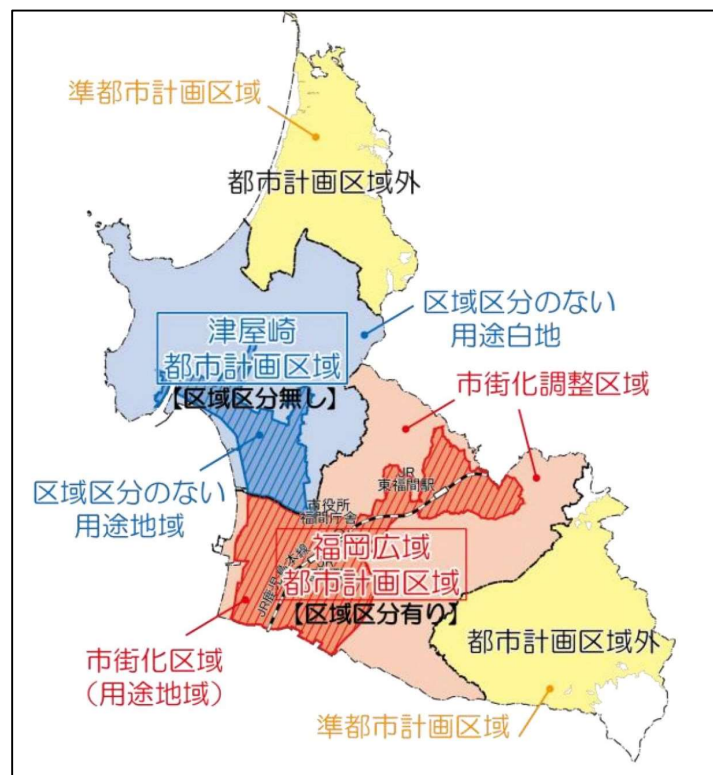 準都市計画区域
都市計画区域外
区域区分のない
用途白地
津屋崎
都市計画区域
【区域区分無し】
市街化調整区域
JR
東福間駅
区域区分のない
用途地域
市役所
福間庁舎
福岡広域
都市計画区域
【区域区分有り】
JR鹿児島本線
市街化区域
（用途地域）
都市計画区域外
準都市計画区域